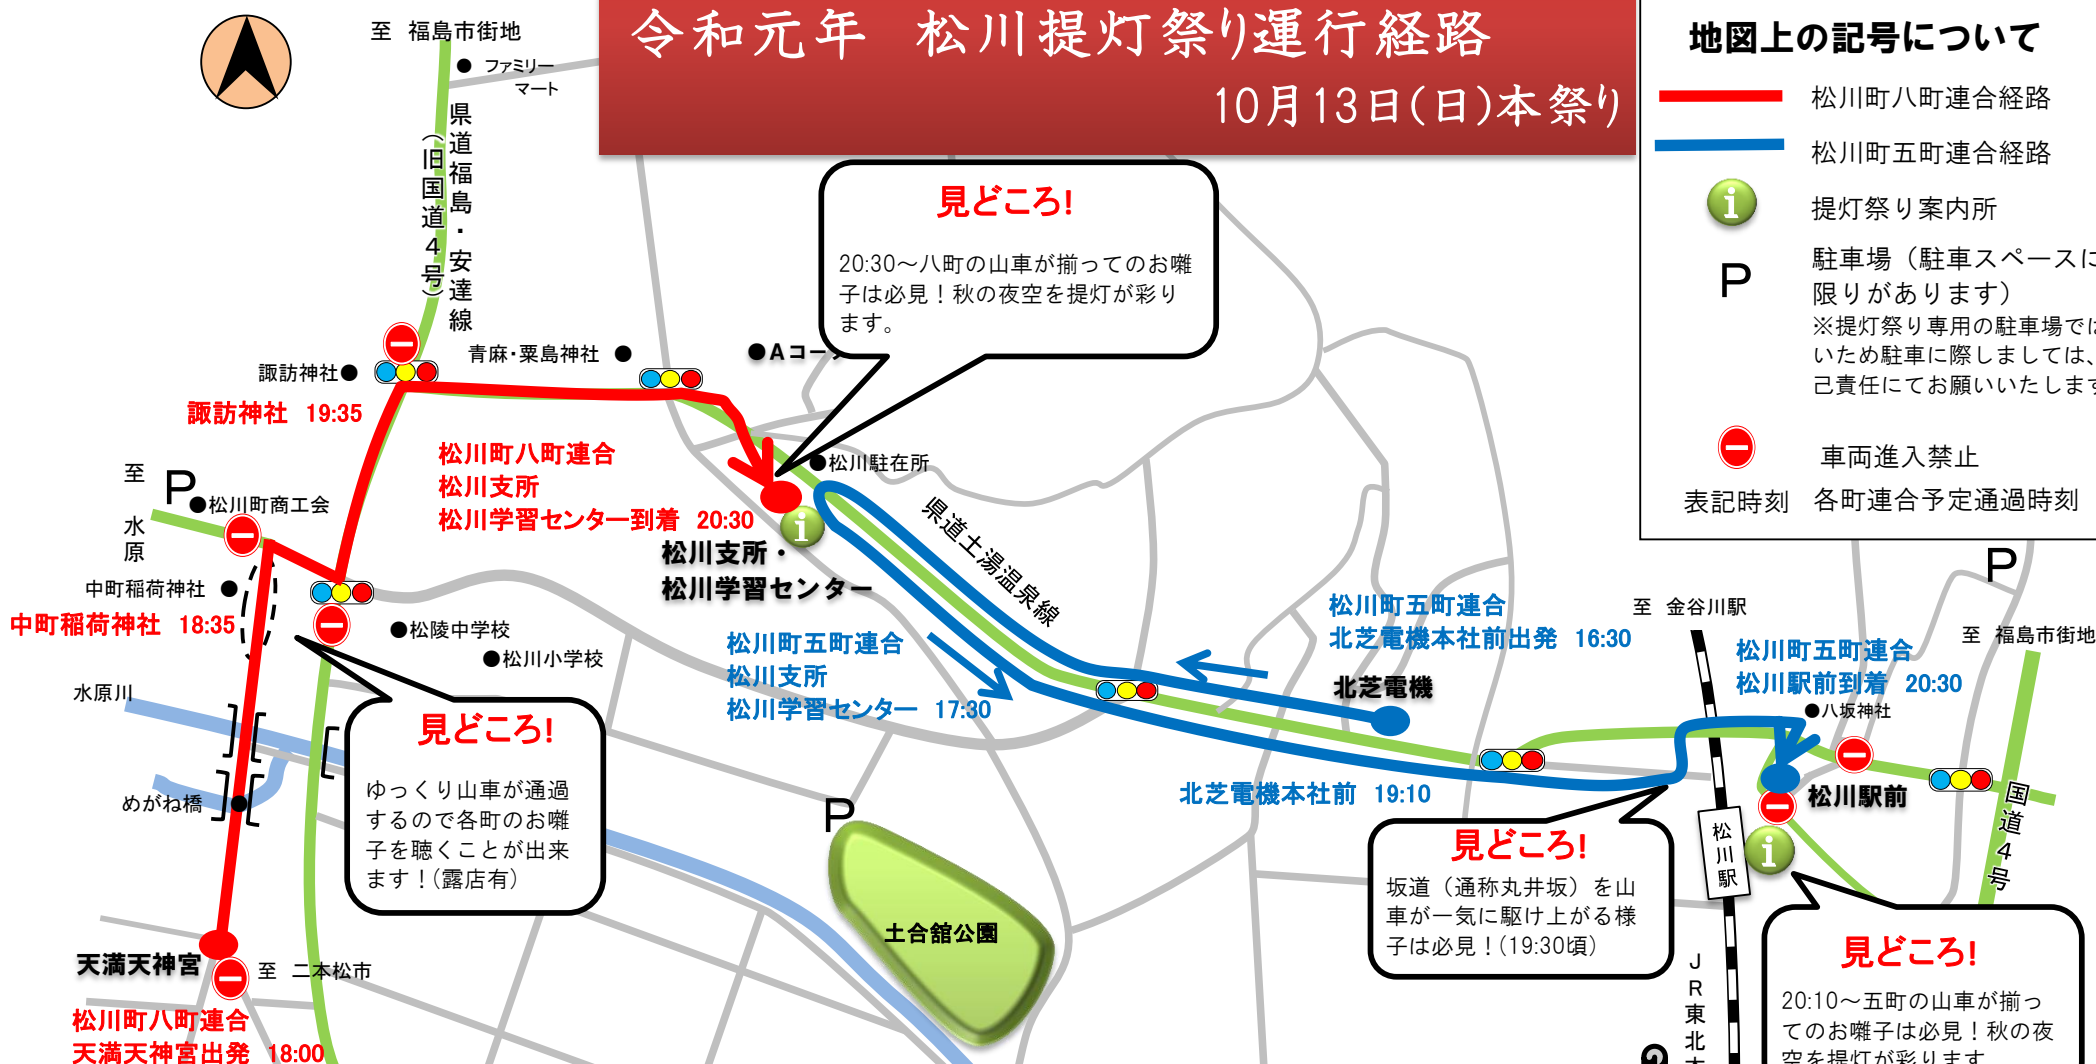 令和元年　松川提灯祭り運行経路
10月13日(日)本祭り
地図上の記号について
松川町八町連合経路
松川町五町連合経路
i
提灯祭り案内所
P
駐車場（駐車スペースに
限りがあります）
※提灯祭り専用の駐車場では
いため駐車に際しましては、
己責任にてお願いいたします
車両進入禁止
表記時刻　各町連合予定通過時刻
至　福島市街地
ファミリー
マート
県道福島・安達線
（旧国道４号）
見どころ!
20:30～八町の山車が揃ってのお囃
子は必見！秋の夜空を提灯が彩り
ます。
諏訪神社
青麻・粟島神社
Aコー
諏訪神社　19:35
松川町八町連合
松川支所
松川学習センター到着　20:30
松川駐在所
至　水原
P
松川町商工会
i
松川支所・
松川学習センター
県道土湯温泉線
中町稲荷神社
中町稲荷神社　18:35
松陵中学校
松川小学校
松川町五町連合
松川支所
松川学習センター　17:30
松川町五町連合
北芝電機本社前出発　16:30
北芝電機
至　金谷川駅
P
至　福島市街地
松川町五町連合
松川駅前到着　20:30
八坂神社
水原川
めがね橋
見どころ!
ゆっくり山車が通過
するので各町のお囃
子を聴くことが出来
ます！(露店有)
北芝電機本社前　19:10
松川駅前
国道４号
松川駅
i
P
土合舘公園
見どころ!
坂道（通称丸井坂）を山
車が一気に駆け上がる様
子は必見！(19:30頃)
天満天神宮
至　二本松市
松川町八町連合
天満天神宮出発　18:00
ＪＲ東北本
見どころ!
20:10～五町の山車が揃っ
てのお囃子は必見！秋の夜
空を提灯が彩ります